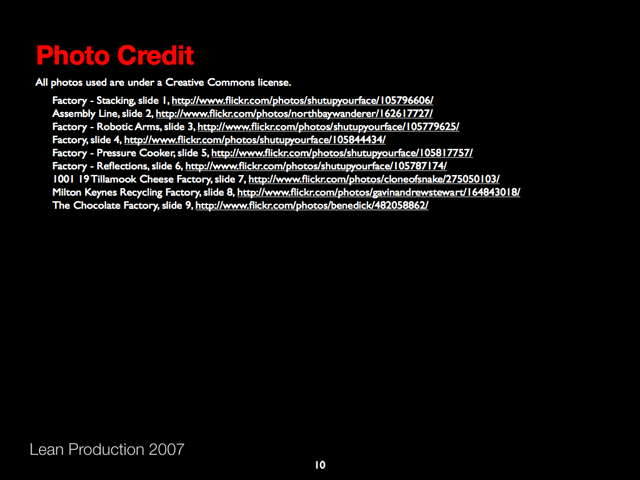 Photo Credit
All photos used are under a Creative Commons license.
Factory - Stacking, slide 1, http://www.flickr.com/photos/shutupyourface/105796606/
Assembly Line, slide 2, http://www.flickr.com/photos/northbaywanderer/162617727/
Factory - Robotic Arms, slide 3, http://www.flickr.com/photos/shutupyourface/105779625/
Factory, slide 4, http://www.flickr.com/photos/shutupyourface/105844434/
Factory - Pressure Cooker, slide 5, http://www.flickr.com/photos/shutupyourface/105817757/
Factory - Reflections, slide 6, http://www.flickr.com/photos/shutupyourface/105787174/
1001 19 Tillamook Cheese Factory, slide 7, http://www.flickr.com/photos/cloneofsnake/275050103/
Milton Keynes Recycling Factory, slide 8, http://www.flickr.com/photos/gavinandrewstewart/164843018/
The Chocolate Factory, slide 9, http://www.flickr.com/photos/benedick/482058862/
Lean Production 2007
10